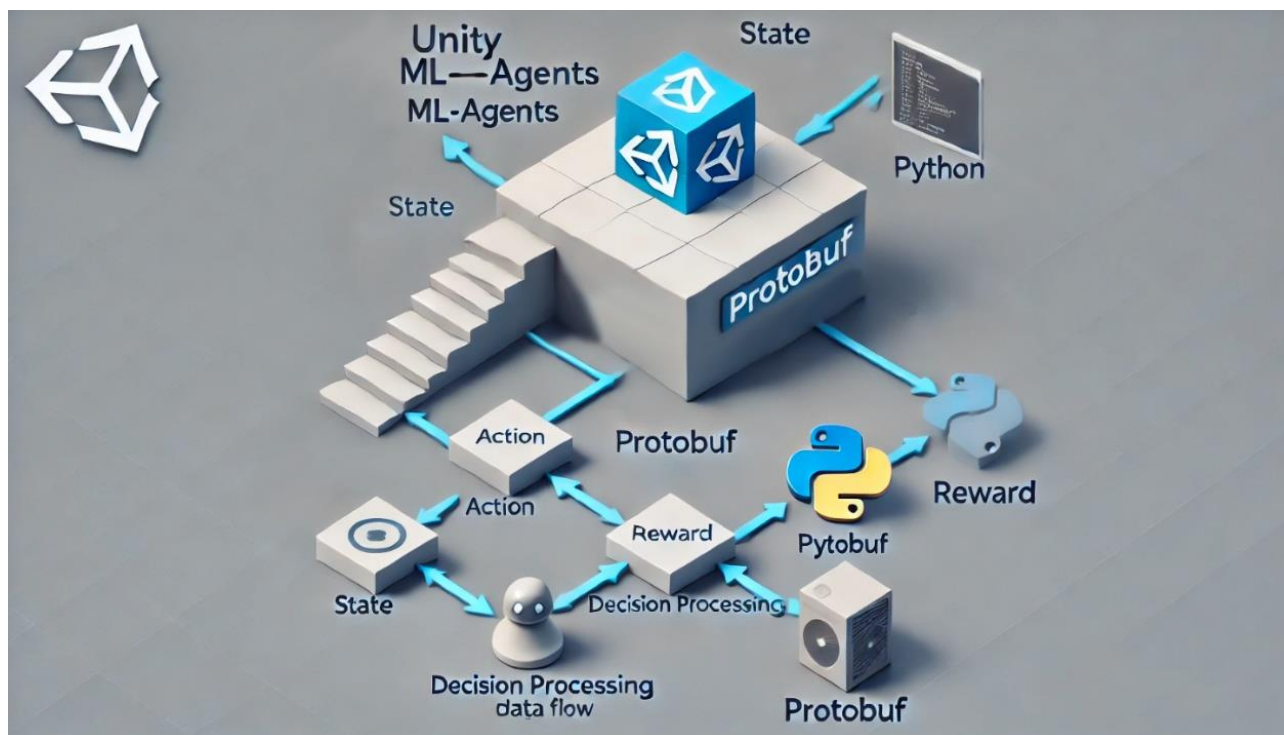 Unity
ML—Agents
ML-Agents
State
Python
State
ProtoBuf
Action
Protobuf
Reward
Action
Reward
Pytobuf
State
Decision Processing
Decision Processing
data flow
Protobuf